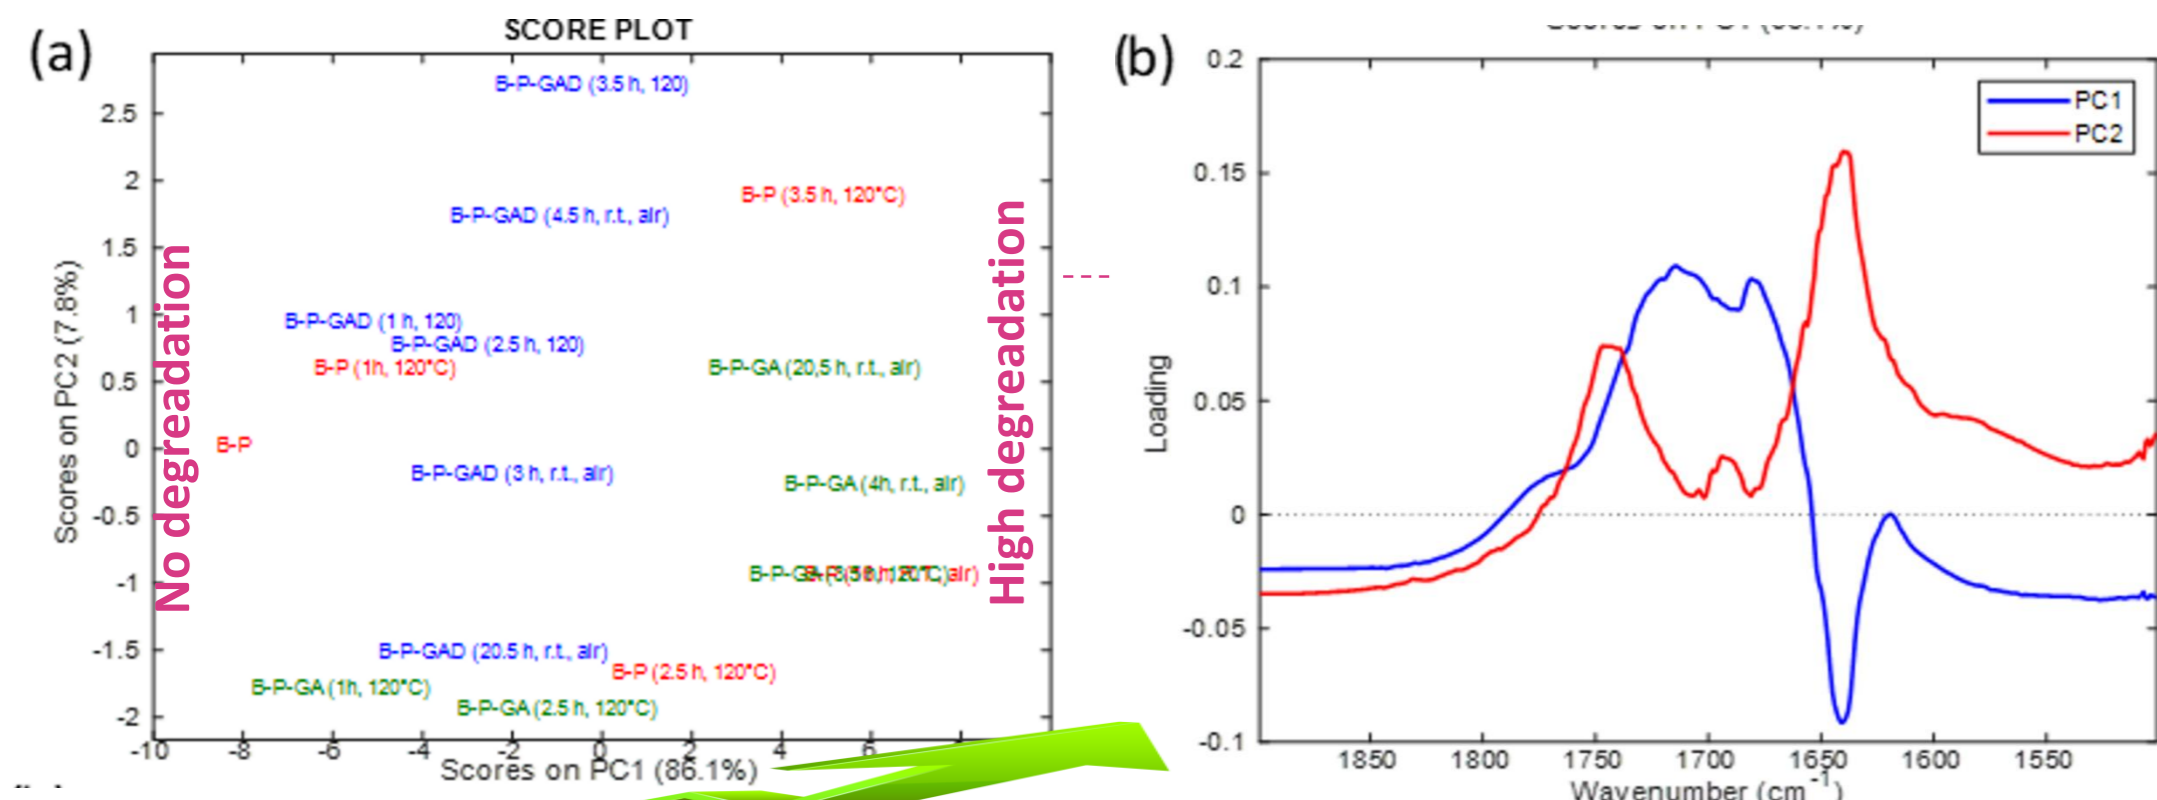 (a)
SCORE PLOT
B-P-GAD (3.5 h, 120)
B-P (3.5 h, 120°C)
B-P-GAD (4.5 h, r.t., air)
B-P-GAD (1 h, 120)
B-P-GAD (2.5 h, 120)
B-P (1h, 120°C)
B-P-GA (20,5 h, r.t., air)
B-P
B-P-GAD (3 h, r.t., air)
B-P-GA (4h, r.t., air)
B-P-GAD (20.5 h, r.t., air)
B-P (2.5 h, 120°C)
B-P-GA (1h, 120°C)
B-P-GA (2.5 h, 120°C)
No degreadation
High degreadation
2.5
2
1.5
1
0.5
0
-0.5
-1
-1.5
-2
Scores on PC2 (7.8%)
-10 -8 -6 -4 -2 0 2 4 6
Scores on PC1 (86.1%)
(b)
PC1
PC2
0.2
0.15
0.1
0.05
0
-0.05
-0.1
Loading
1850 1800 1750 1700 1650 1600 1550
Wavenumber (cm-1)